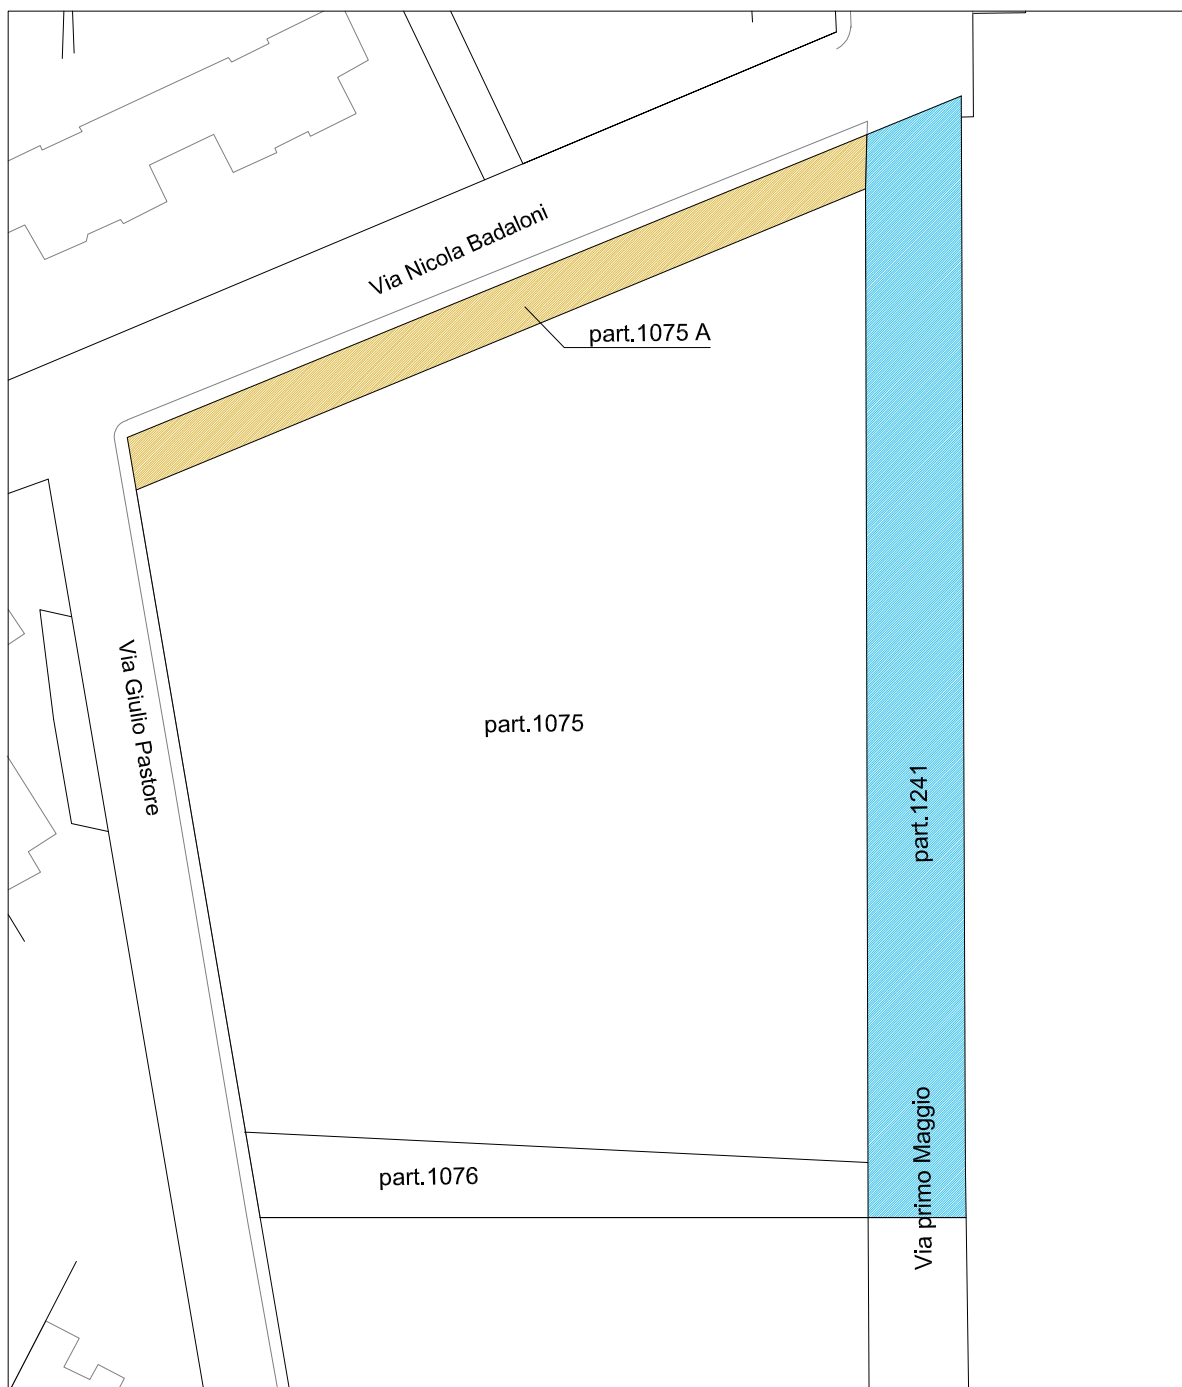 Via Nicola Badaloni
part.1075 A
Via Giulio Pastore
part.1075
part.1241
Via primo Maggio
part.1076